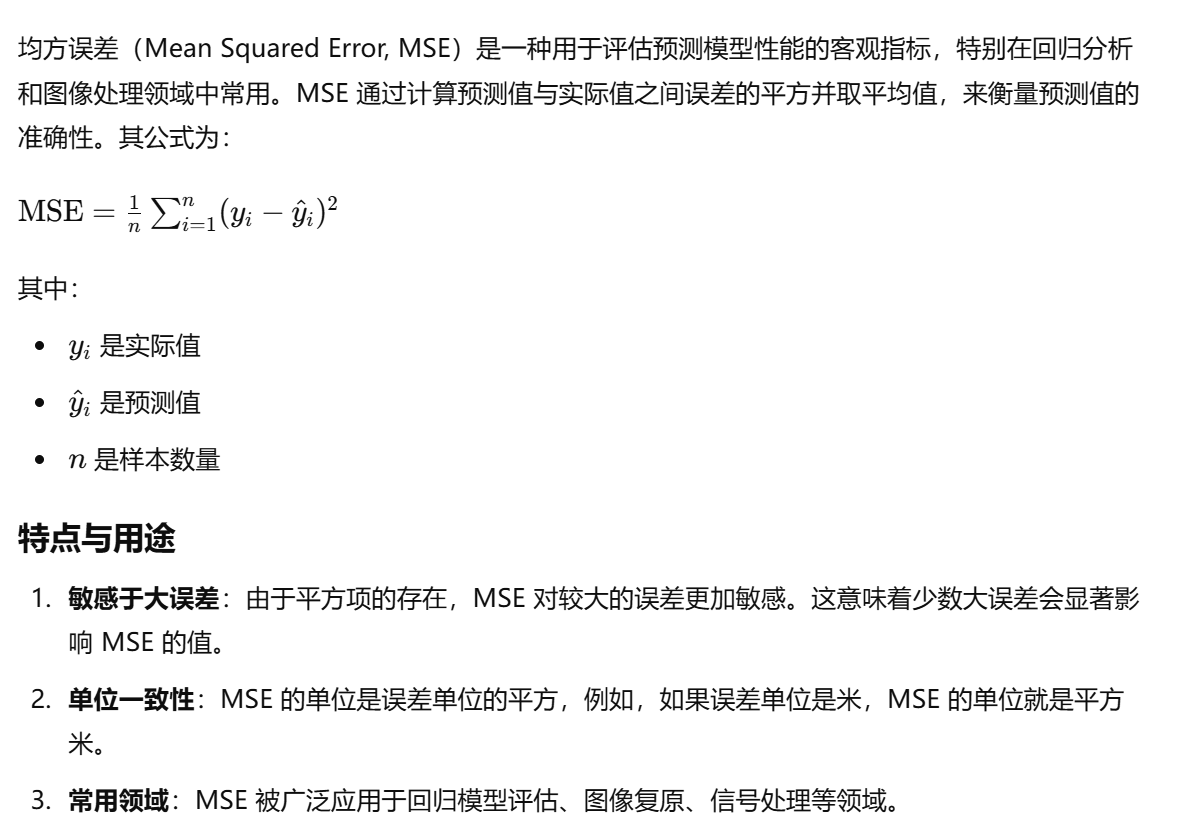 均方误差（Mean Squared Error, MSE）是一种用于评估预测模型性能的客观指标，特别在回归分析
和图像处理领域中常用。MSE 通过计算预测值与实际值之间误差的平方并取平均值，来衡量预测值的
准确性。其公式为：
MSE = \frac{1}{n} \sum_{i=1}^{n} (y_i - \hat{y}_i)^2
其中：
• y_i 是实际值
• \hat{y}_i 是预测值
• n 是样本数量
特点与用途
1. 敏感于大误差：由于平方项的存在，MSE 对较大的误差更加敏感。这意味着少数大误差会显著影
响 MSE 的值。
2. 单位一致性：MSE 的单位是误差单位的平方，例如，如果误差单位是米，MSE 的单位就是平方
米。
3. 常用领域：MSE 被广泛应用于回归模型评估、图像复原、信号处理等领域。